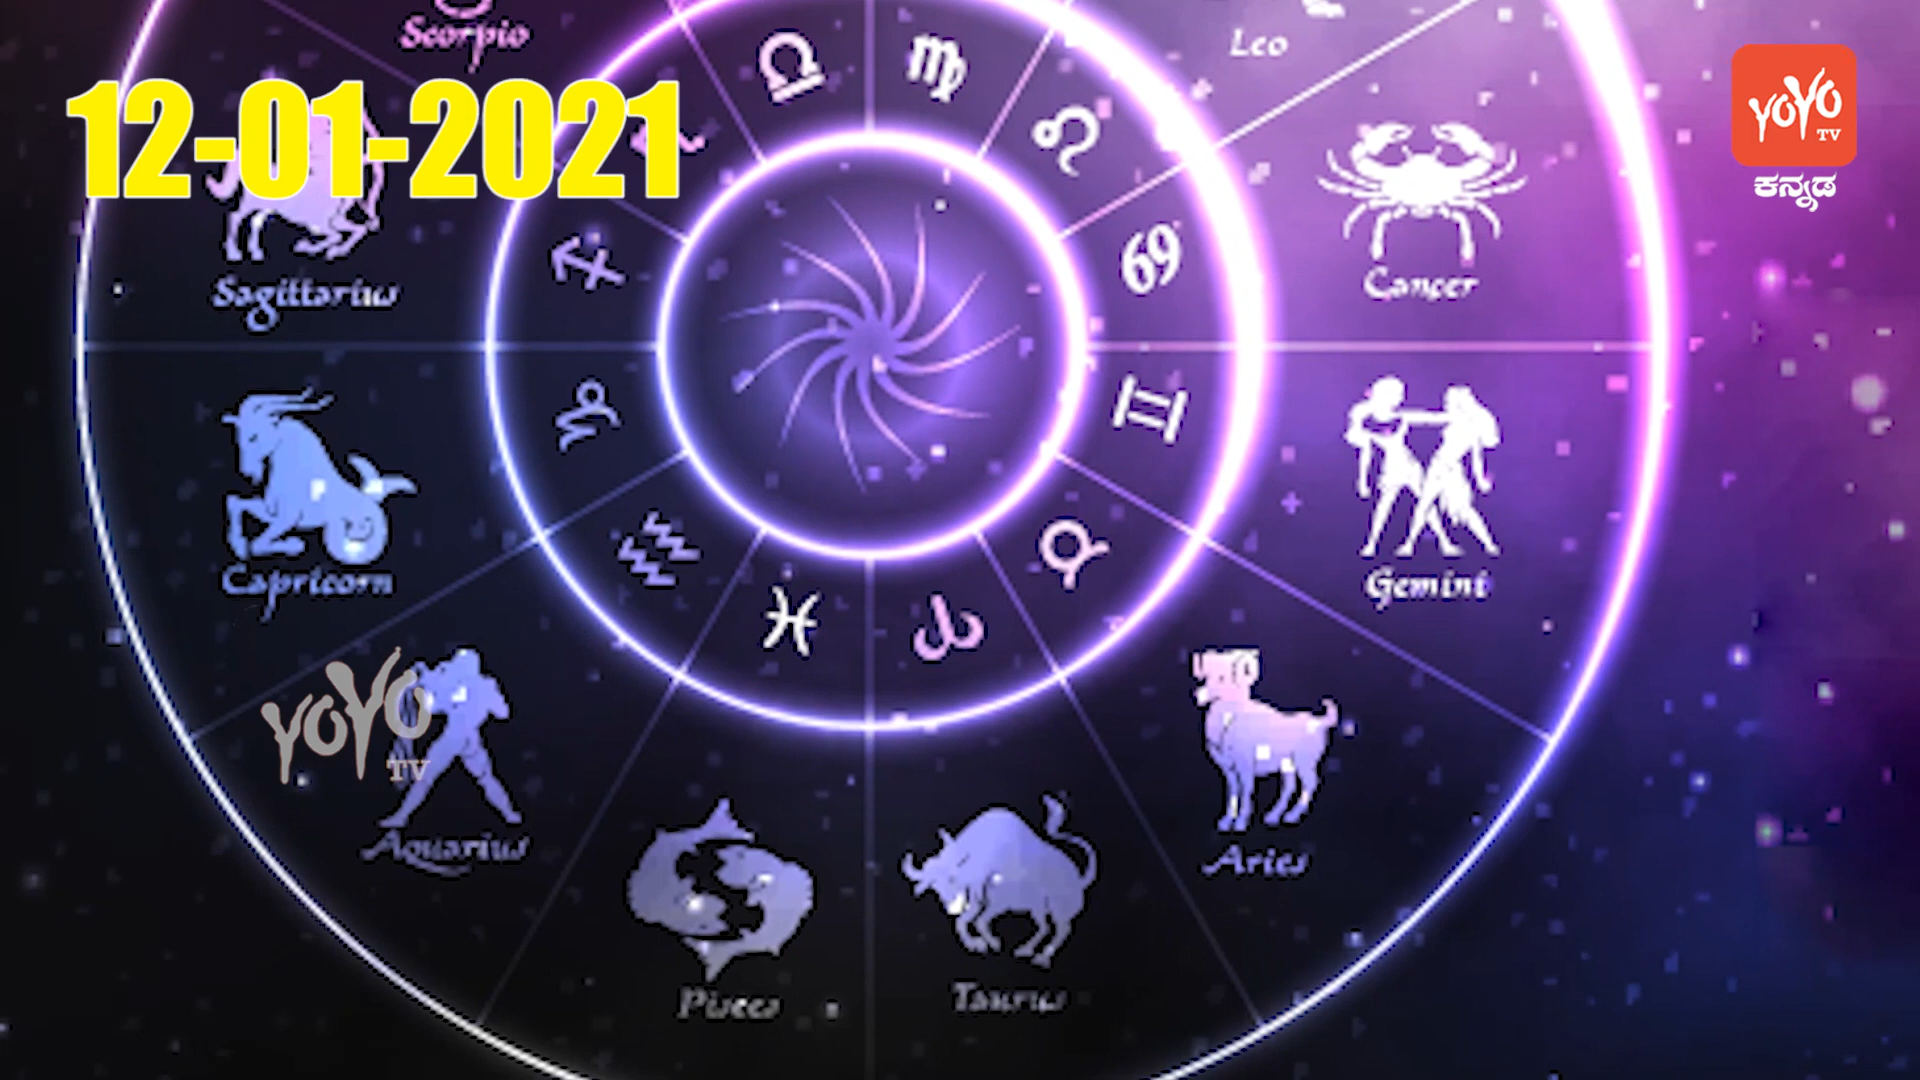 Scorpio
Leo
12-01-2021
YOYO
TV
ಕನ್ನಡ
Sagittarius
Cancer
Capricorn
Gemini
YOYO
TV
Aquarius
Aries
Pisces
Taurus